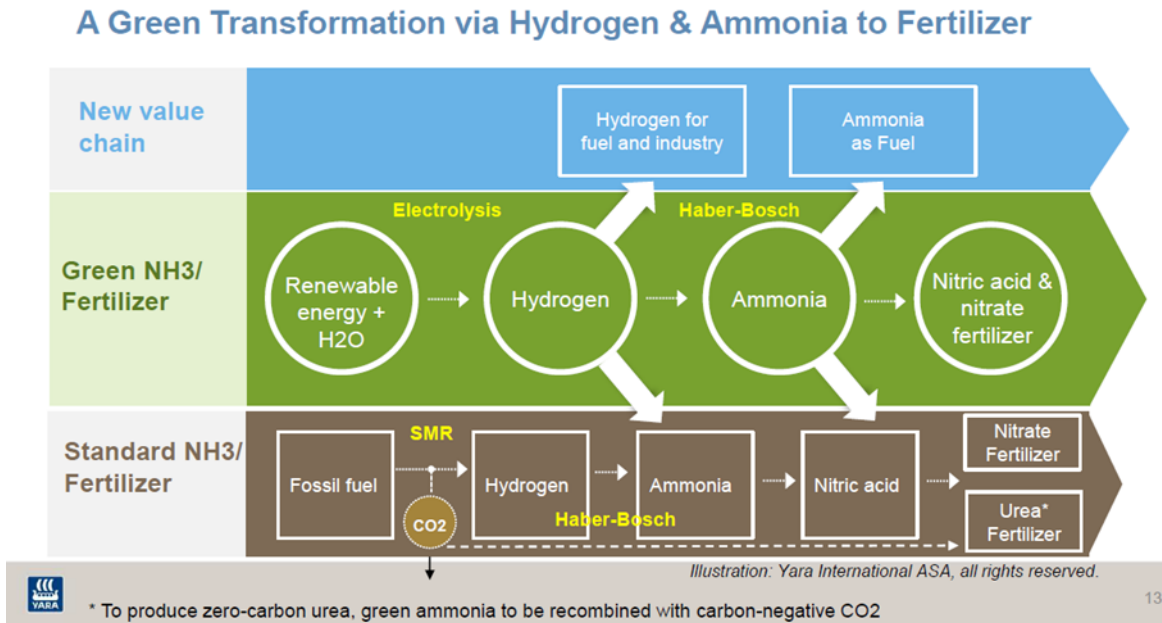 A Green Transformation via Hydrogen & Ammonia to Fertilizer
New value
chain
Hydrogen for
fuel and industry
Ammonia
as Fuel
Green NH3/
Fertilizer
Electrolysis
Haber-Bosch
Renewable
energy +
H2O
Hydrogen
Ammonia
Nitric acid &
nitrate
fertilizer
Standard NH3/
Fertilizer
SMR
Fossil fuel
CO2
Hydrogen
Haber-Bosch
Ammonia
Nitric acid
Nitrate
Fertilizer
Urea*
Fertilizer
Illustration: Yara International ASA, all rights reserved.
YARA
* To produce zero-carbon urea, green ammonia to be recombined with carbon-negative CO2
13